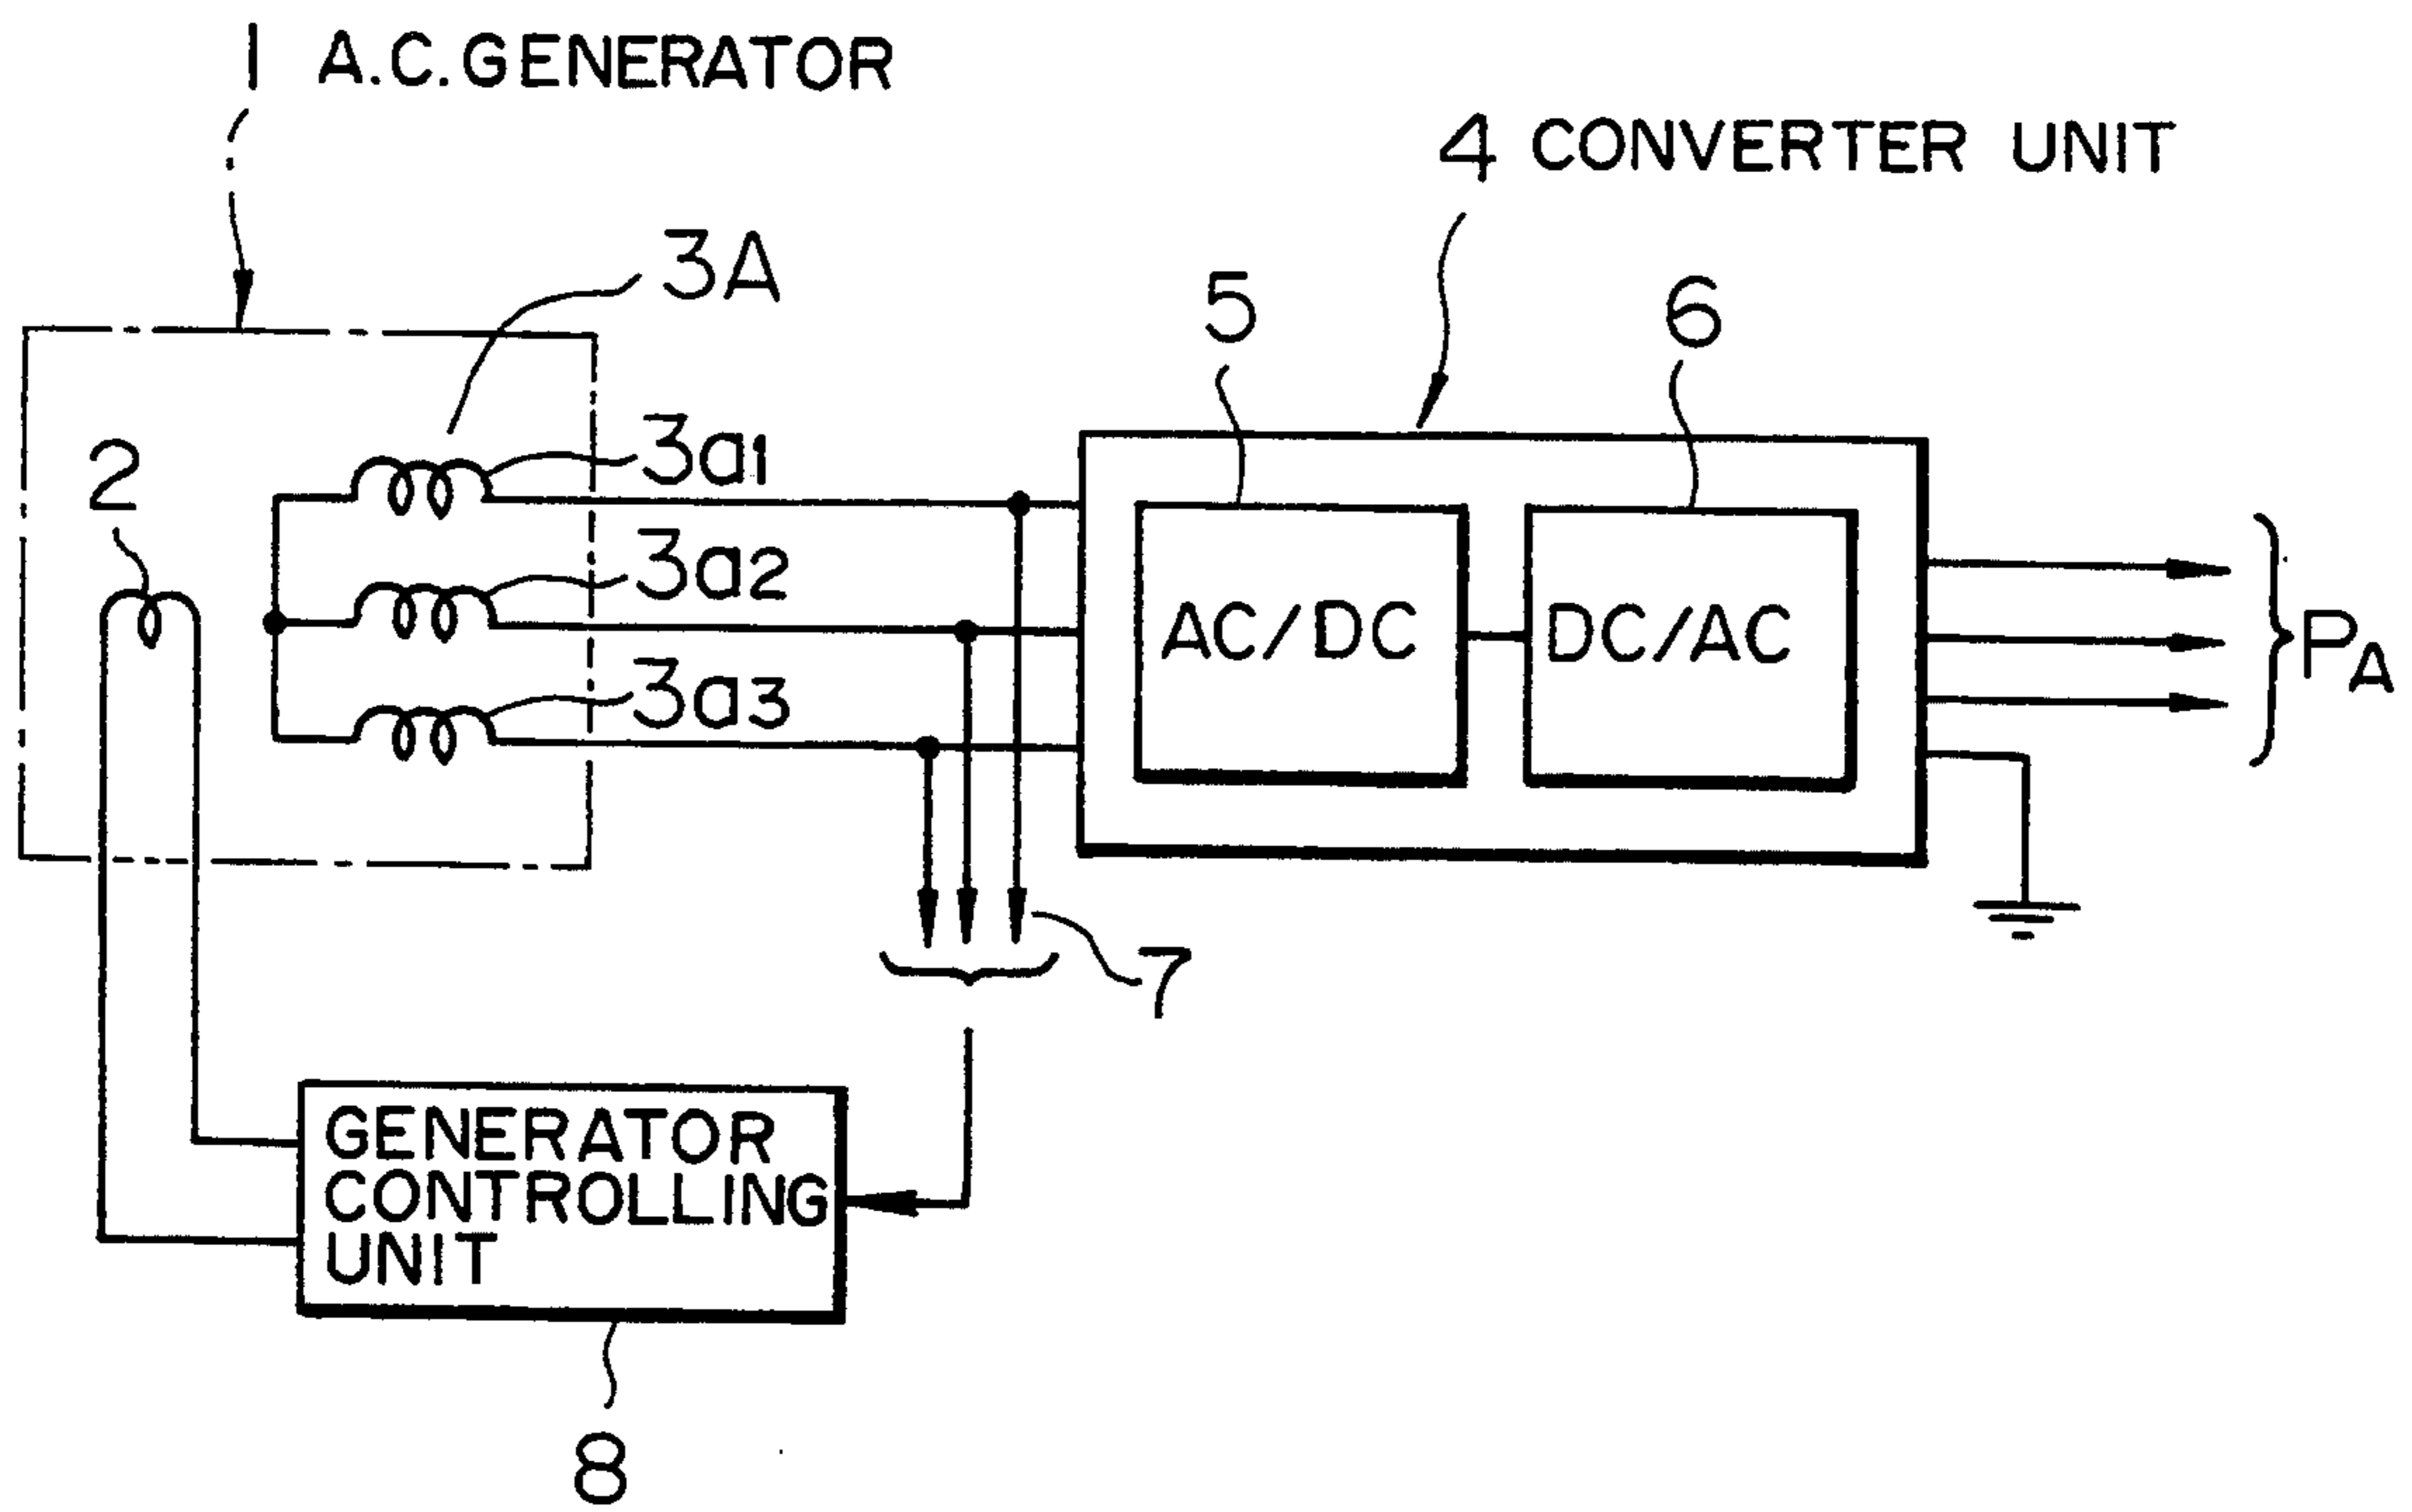 1 A.C. GENERATOR
4 CONVERTER UNIT
3A
5
6
2
3a1
3a2
3a3
AC/DC
DC/AC
PA
7
GENERATOR
CONTROLLING
UNIT
8